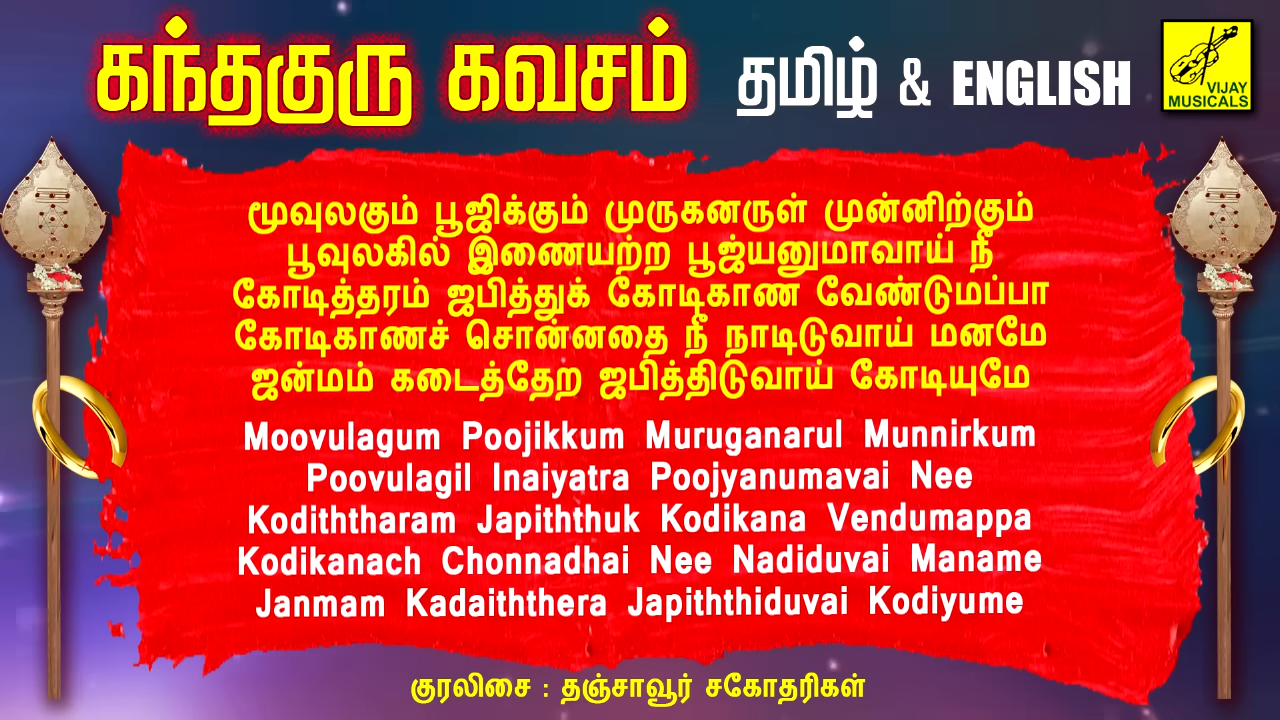 கந்தகுரு கவசம் தமிழ் & ENGLISH
VIJAY
MUSICALS
மூவுலகும் பூஜிக்கும் முருகனருள் முன்னிற்கும்
பூவுலகில் இணையற்ற பூஜ்யனுமாவாய் நீ
கோடித்தரம் ஜபித்துக் கோடிகாண வேண்டுமப்பா
கோடிகாணச் சொன்னதை நீ நாடிடுவாய் மனமே
ஜன்மம் கடைத்தேற ஜபித்திடுவாய் கோடியுமே
Moovulagum Poojikkum Muruganarul Munnirkum
Poovulagil Inaiyatra Poojyanumavai Nee
Kodiththaram Japiththuk Kodikana Vendumappa
Kodikanach Chonnadhai Nee Nadiduvai Maname
Janmam Kadaiththera Japiththiduvai Kodiyume
குரலிசை : தஞ்சாவூர் சகோதரிகள்